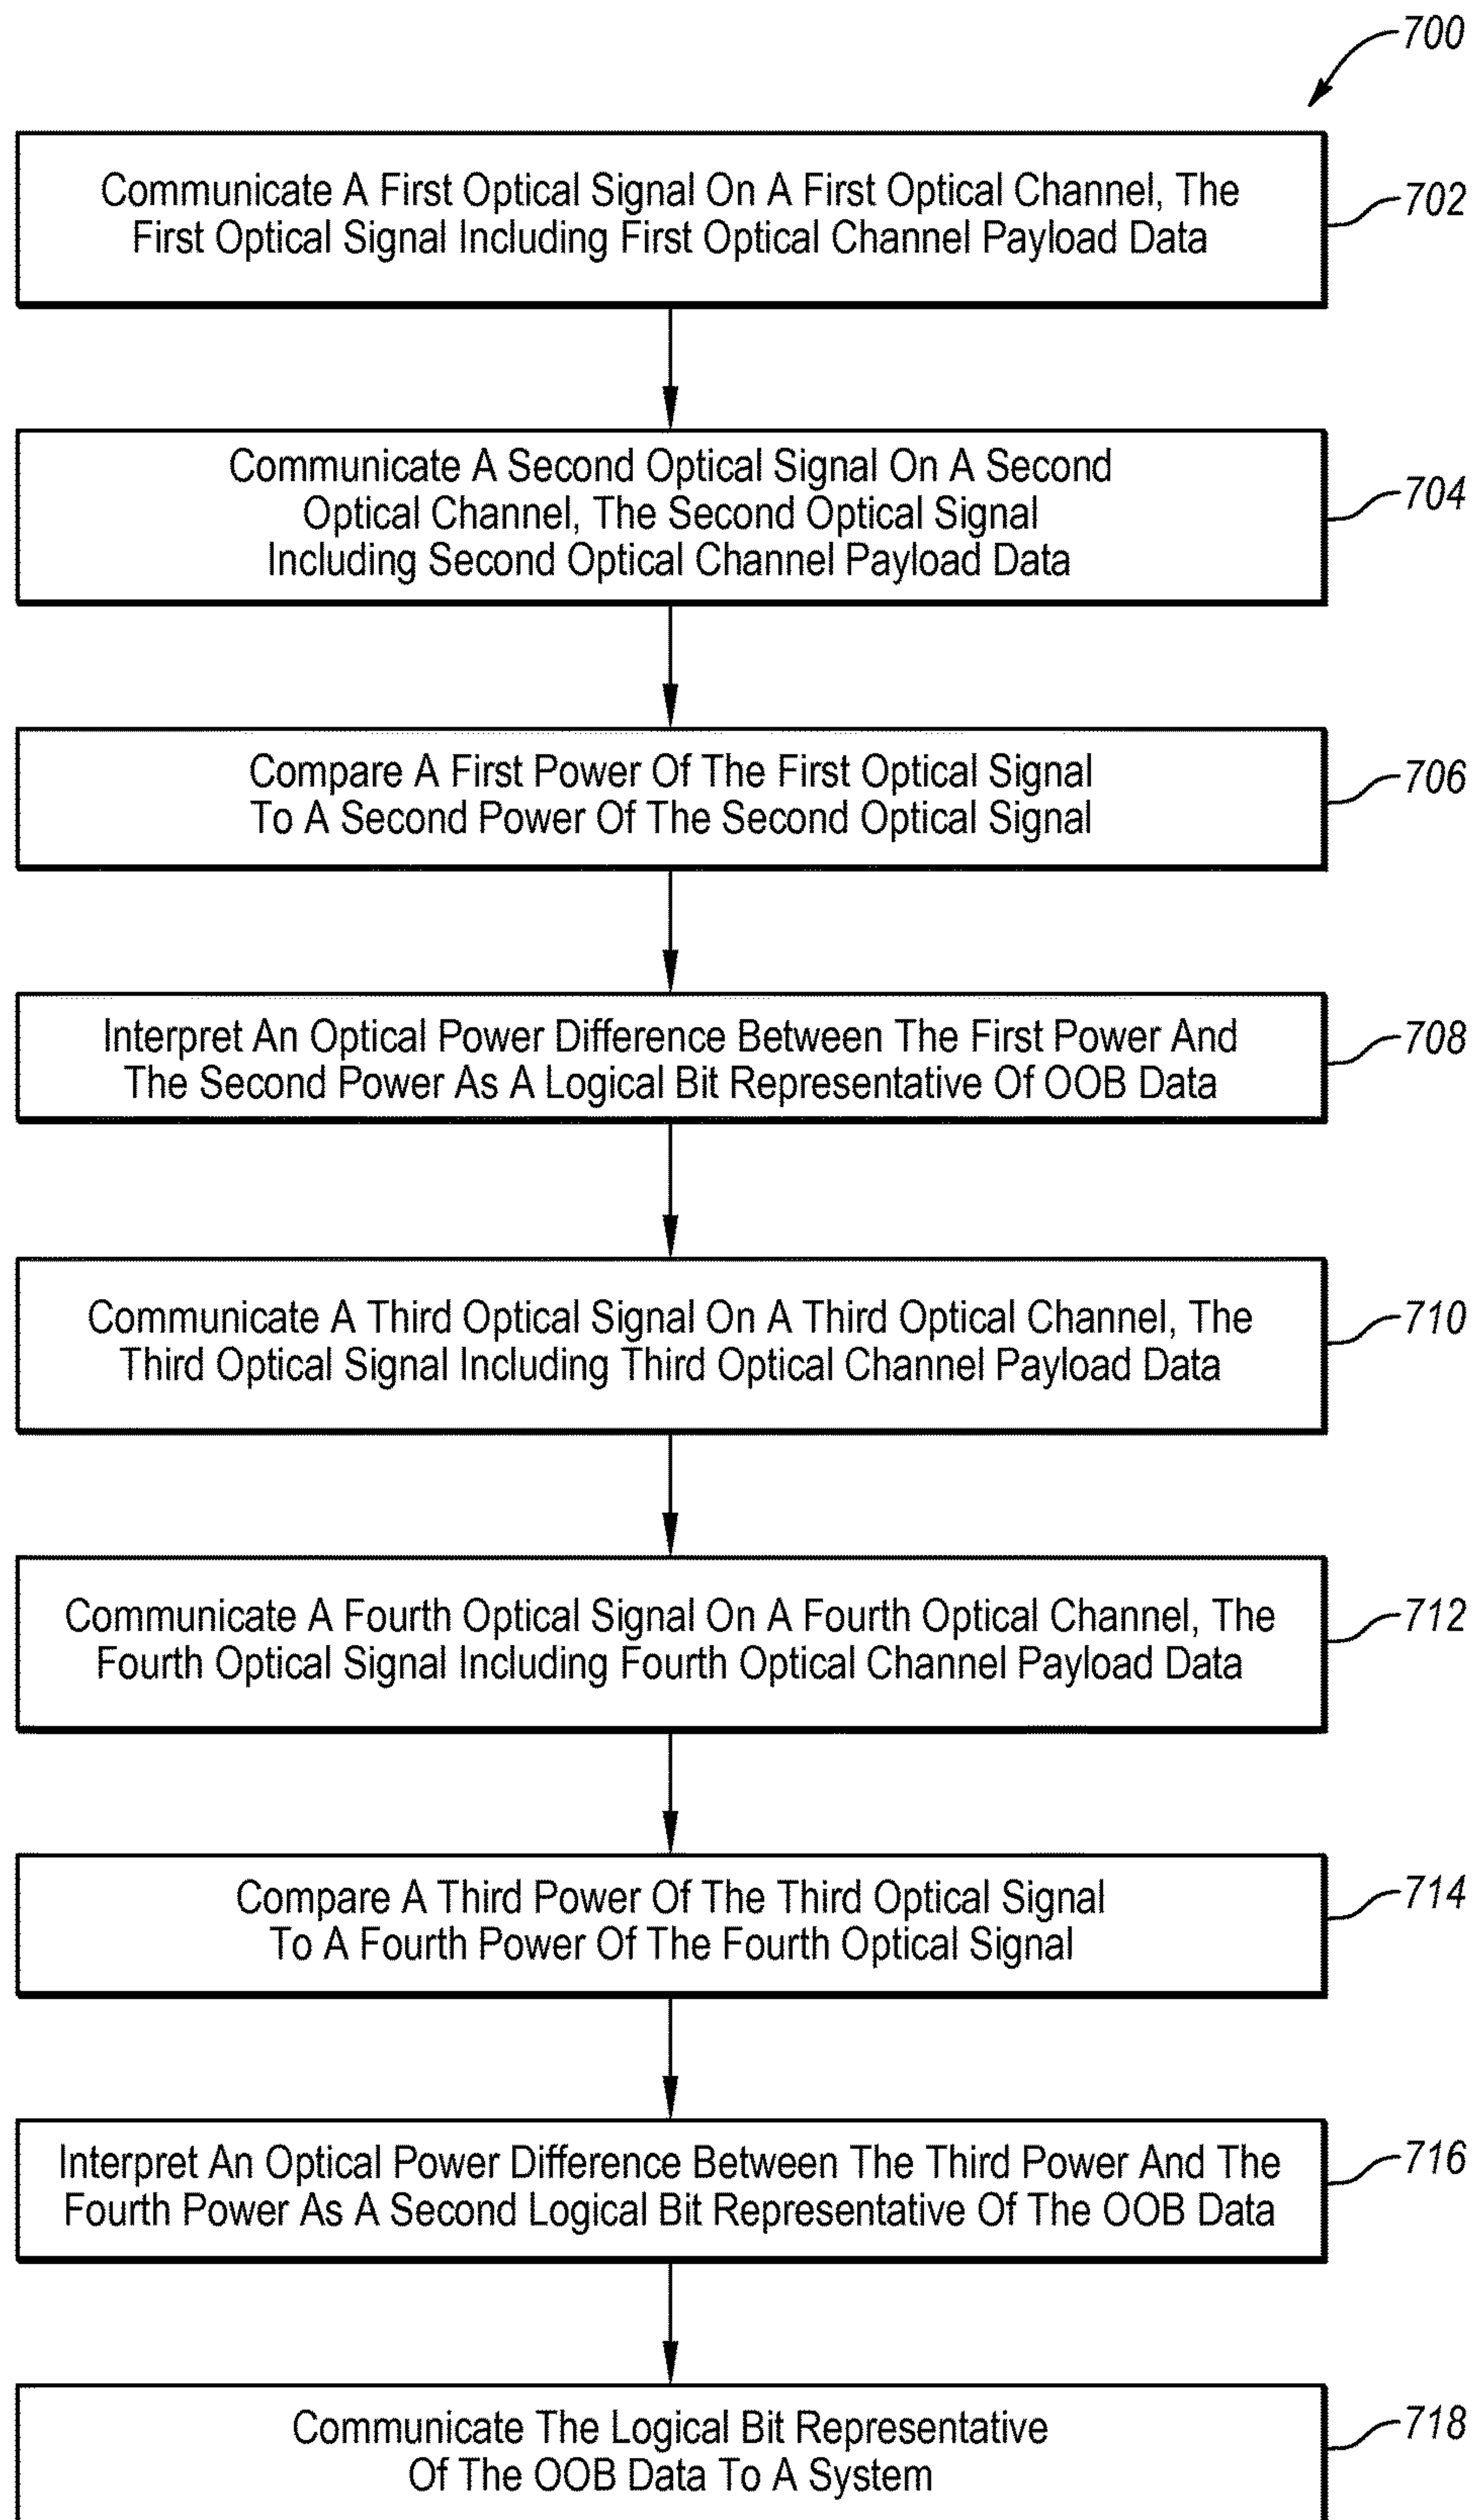 700
Communicate A First Optical Signal On A First Optical Channel, The
First Optical Signal Including First Optical Channel Payload Data
702
Communicate A Second Optical Signal On A Second
Optical Channel, The Second Optical Signal
Including Second Optical Channel Payload Data
704
Compare A First Power Of The First Optical Signal
To A Second Power Of The Second Optical Signal
706
Interpret An Optical Power Difference Between The First Power And
The Second Power As A Logical Bit Representative Of OOB Data
708
Communicate A Third Optical Signal On A Third Optical Channel, The
Third Optical Signal Including Third Optical Channel Payload Data
710
Communicate A Fourth Optical Signal On A Fourth Optical Channel, The
Fourth Optical Signal Including Fourth Optical Channel Payload Data
712
Compare A Third Power Of The Third Optical Signal
To A Fourth Power Of The Fourth Optical Signal
714
Interpret An Optical Power Difference Between The Third Power And The
Fourth Power As A Second Logical Bit Representative Of The OOB Data
716
Communicate The Logical Bit Representative
Of The OOB Data To A System
718